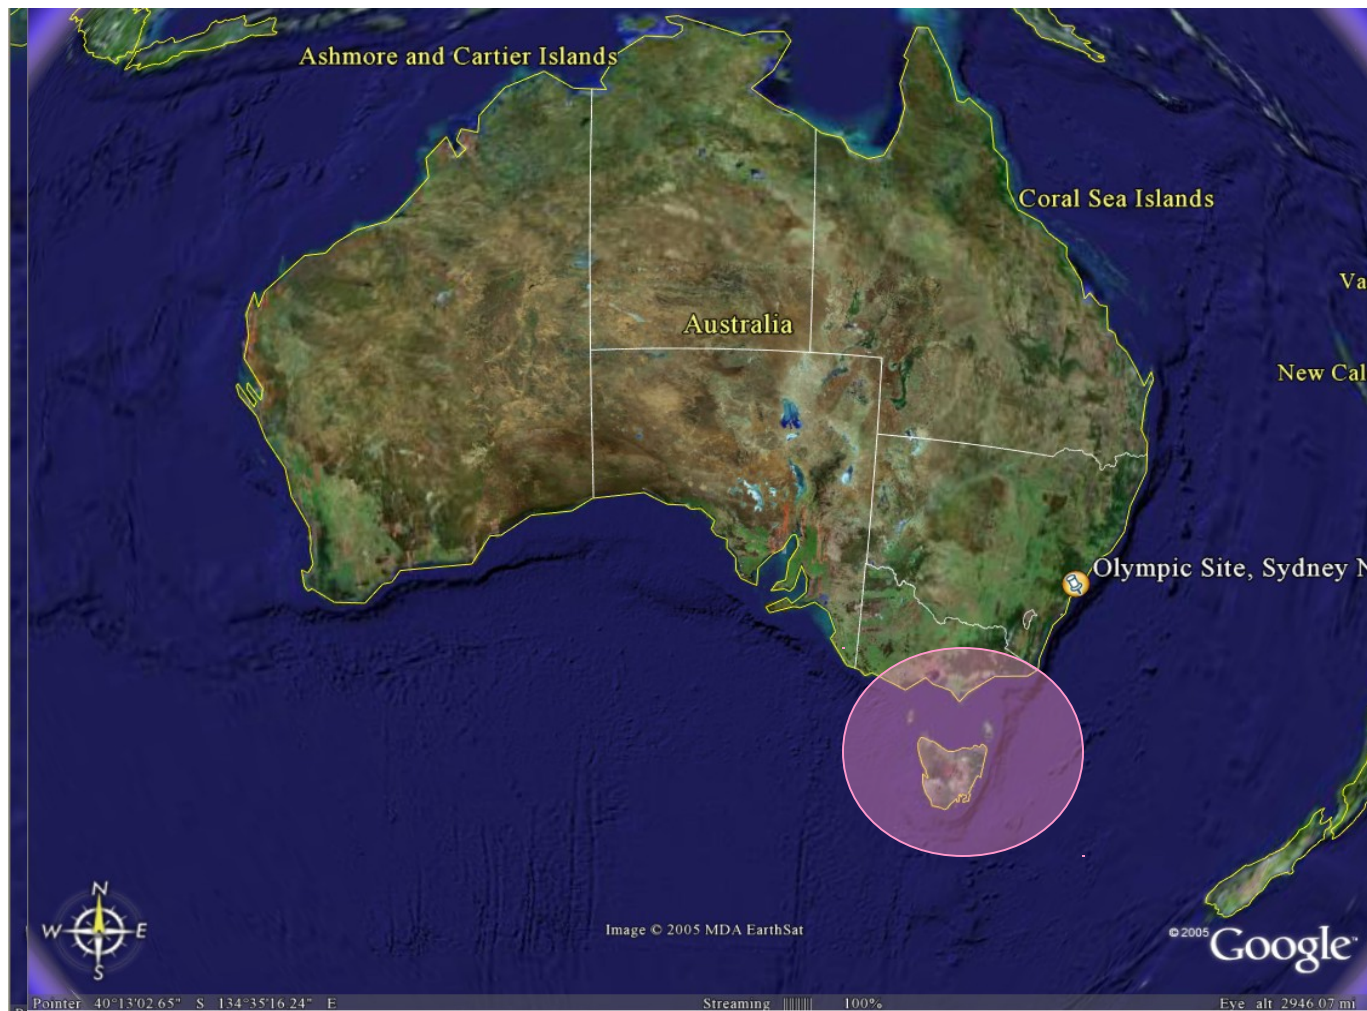 Ashmore and Cartier Islands
Coral Sea Islands
Va
Australia
New Cal
Olympic Site, Sydney N
N
W E
S
Image © 2005 MDA EarthSat
© 2005 Google™
Pointer 40°13'02.65" S 134°35'16.24" E Streaming ||||||||| 100% Eye alt 2946.07 mi